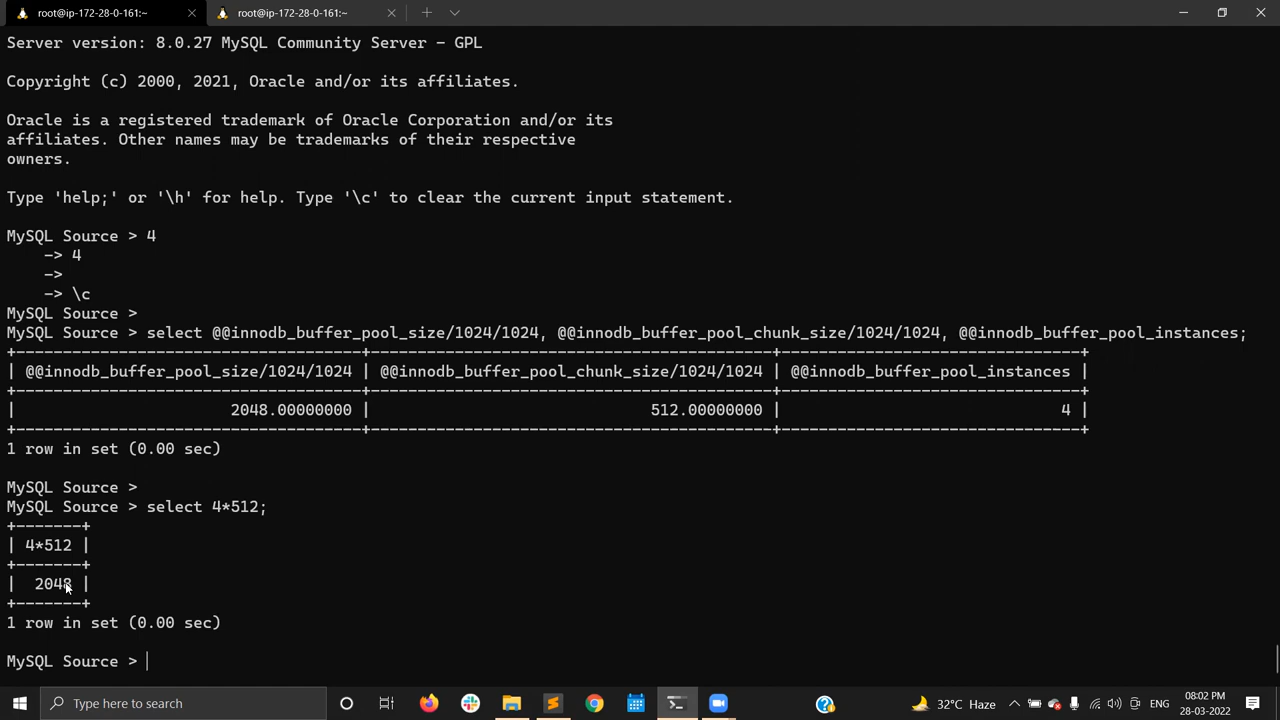 root@ip-172-28-0-161:~
root@ip-172-28-0-161:~
Server version: 8.0.27 MySQL Community Server - GPL
Copyright (c) 2000, 2021, Oracle and/or its affiliates.
Oracle is a registered trademark of Oracle Corporation and/or its
affiliates. Other names may be trademarks of their respective
owners.
Type 'help;' or '\h' for help. Type '\c' to clear the current input statement.
MySQL Source > 4
    -> 4
    ->
    -> \c
MySQL Source >
MySQL Source > select @@innodb_buffer_pool_size/1024/1024, @@innodb_buffer_pool_chunk_size/1024/1024, @@innodb_buffer_pool_instances;
+-------------------------------------+-------------------------------------------+--------------------------------+
| @@innodb_buffer_pool_size/1024/1024 | @@innodb_buffer_pool_chunk_size/1024/1024 | @@innodb_buffer_pool_instances |
+-------------------------------------+-------------------------------------------+--------------------------------+
|                       2048.00000000 |                              512.00000000 |                              4 |
+-------------------------------------+-------------------------------------------+--------------------------------+
1 row in set (0.00 sec)
MySQL Source >
MySQL Source > select 4*512;
+-------+
| 4*512 |
+-------+
|  2048 |
+-------+
1 row in set (0.00 sec)
MySQL Source >
Type here to search
32°C Haze
08:02 PM
28-03-2022